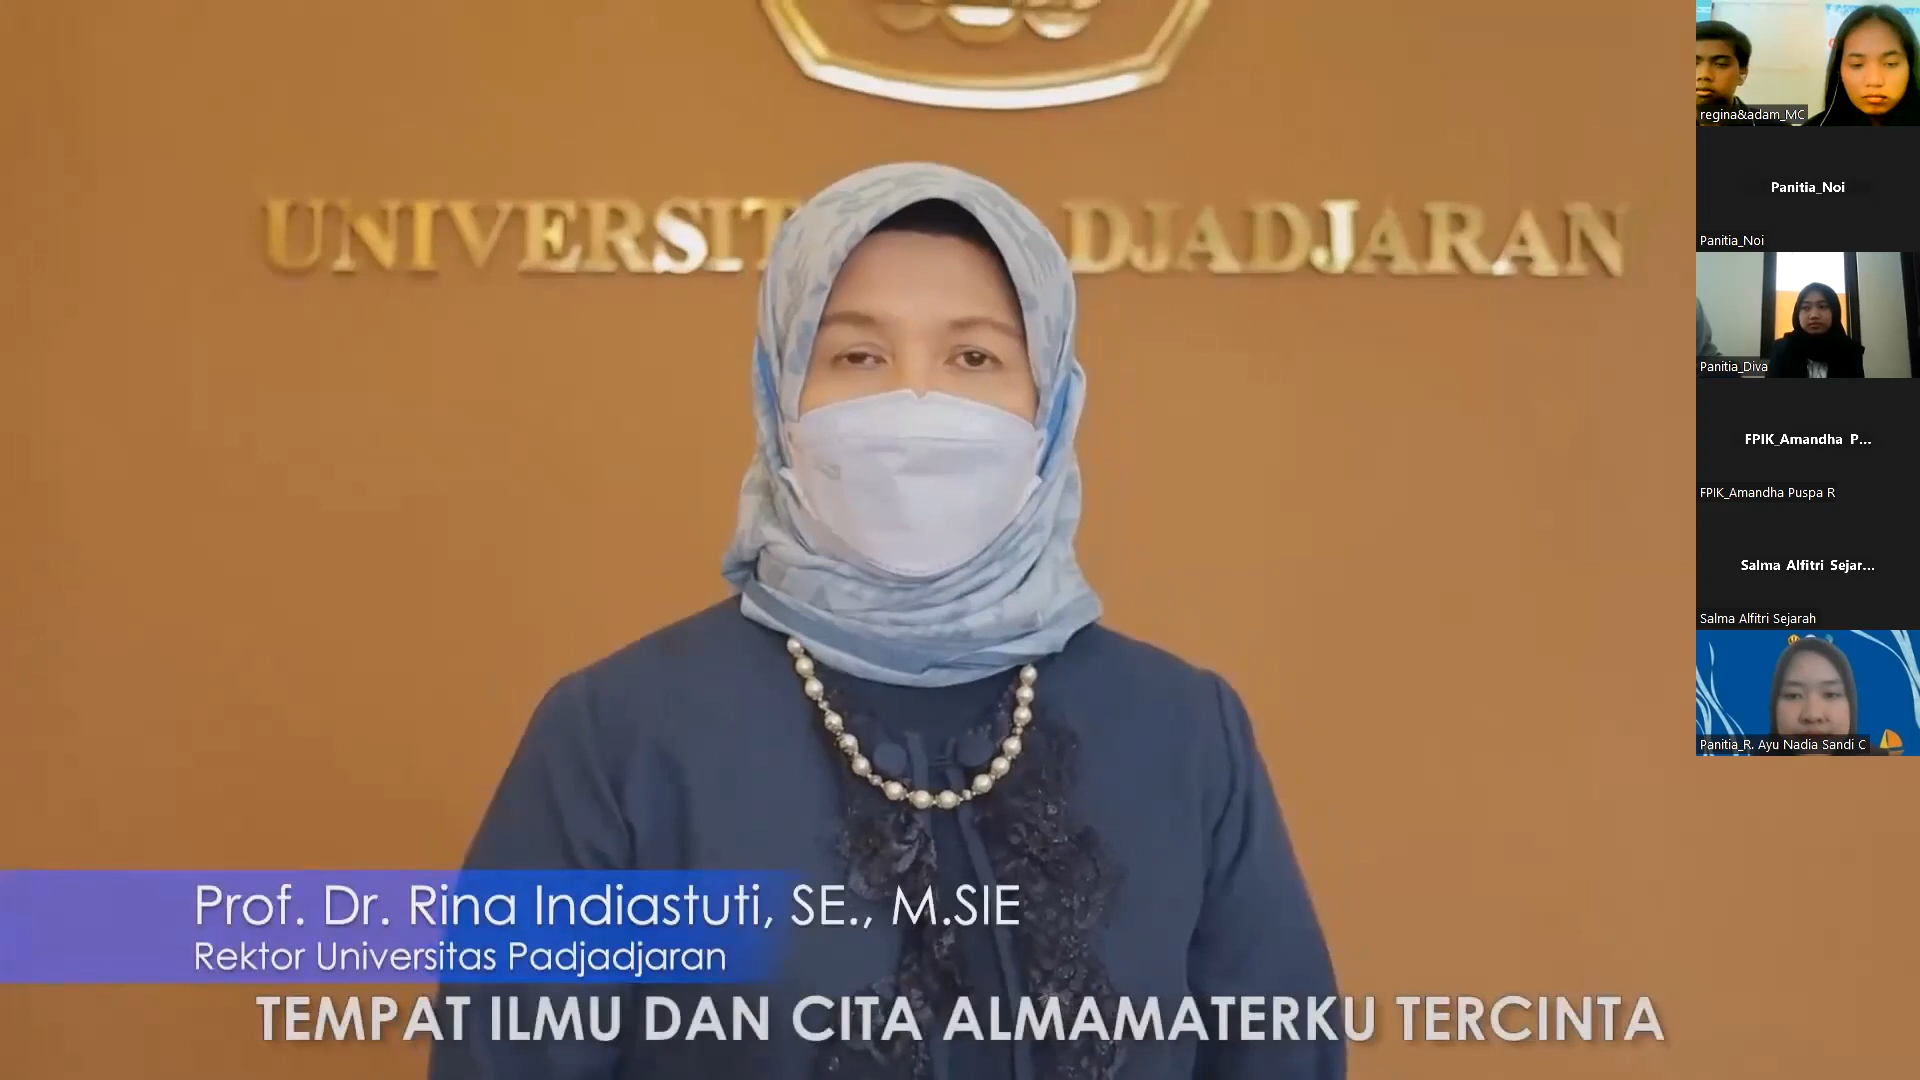 UNIVERSIT DJADJARAN
Prof. Dr. Rina Indiastuti, SE., M.SIE
Rektor Universitas Padjadjaran
TEMPAT ILMU DAN CITA ALMAMATERKU TERCINTA
regina&adam_MC
Panitia_Noi
Panitia_Noi
Panitia_Diva
FPIK_Amandha P...
FPIK_Amandha Puspa R
Salma Alfitri Sejar...
Salma Alfitri Sejarah
Panitia_R. Ayu Nadia Sandi C